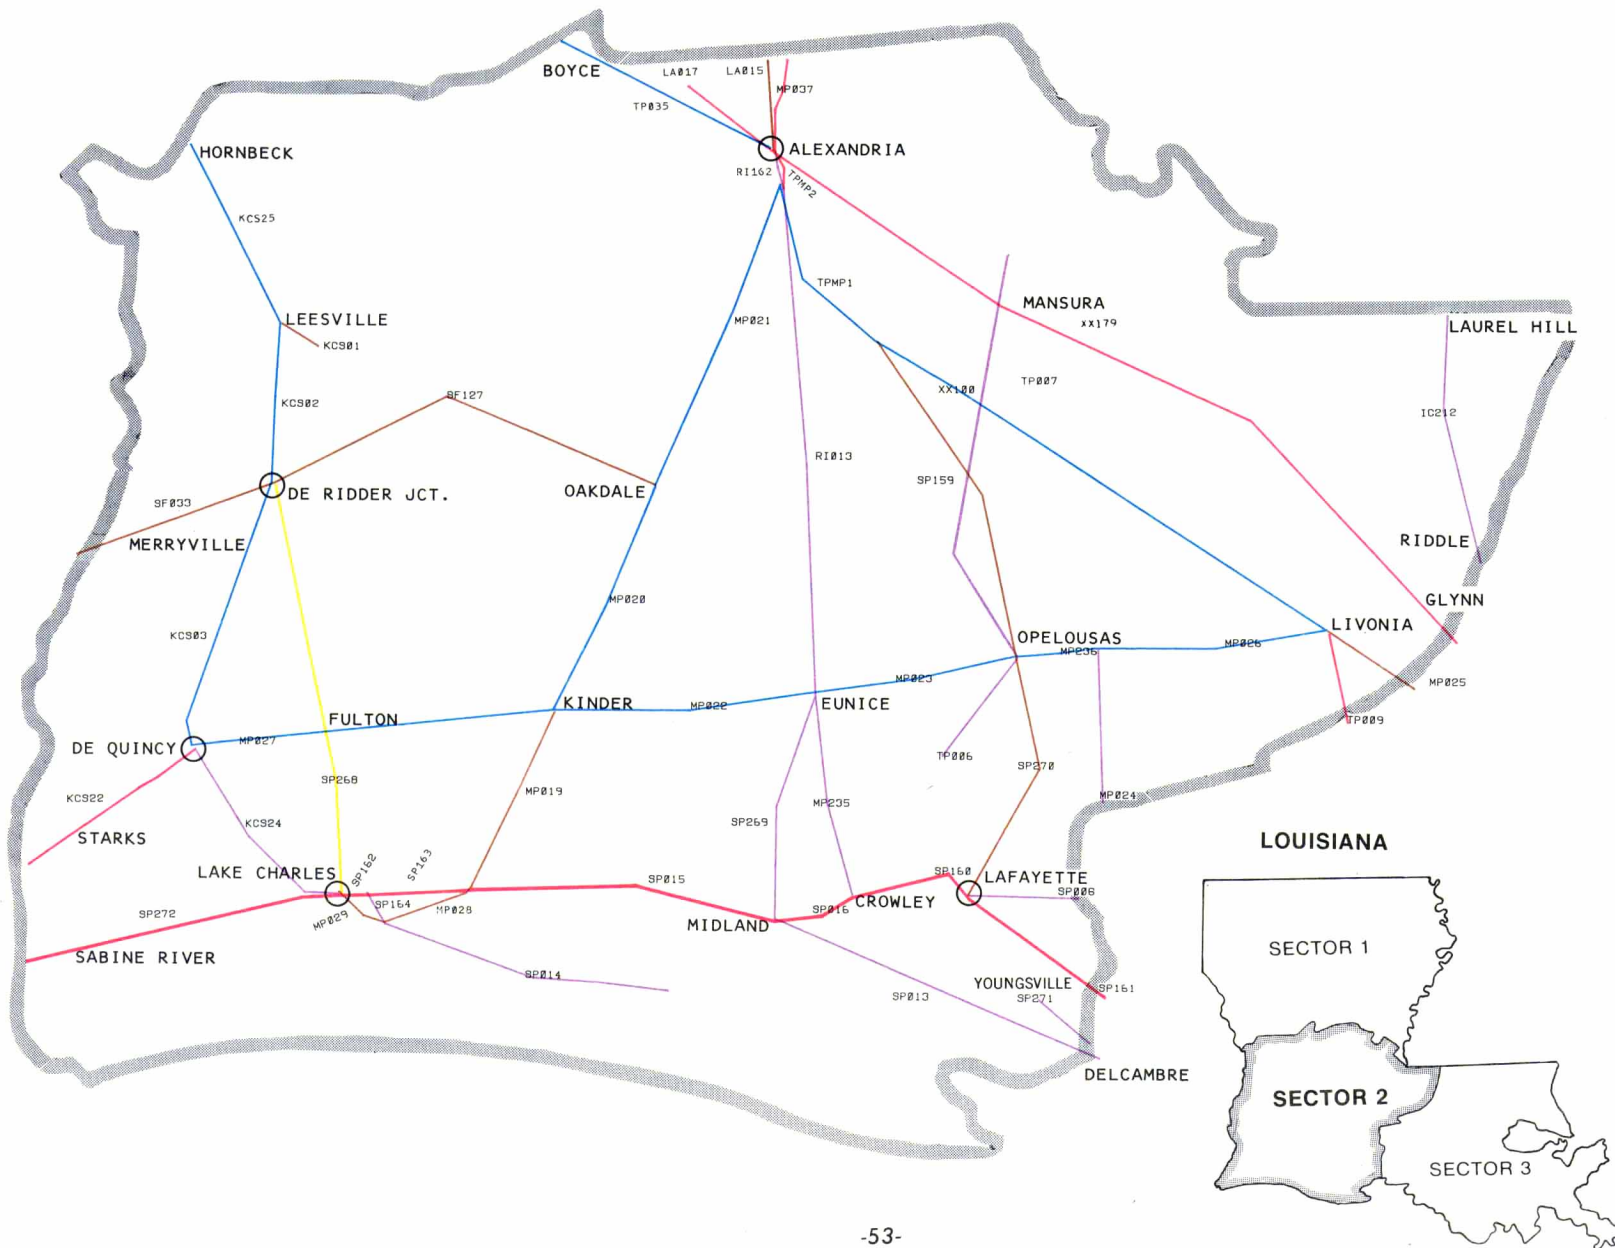 BOYCE
LA017
LA015
MP037
TP035
ALEXANDRIA
HORNBECK
RI162
TPMP2
KCS25
TPMP1
MANSURA
LEESVILLE
MP021
XX179
LAUREL HILL
KCS01
TP007
XX180
KCS02
SF127
IC212
RI013
SP159
DE RIDDER JCT.
OAKDALE
SF033
MERRYVILLE
RIDDLE
MP020
GLYNN
LIVONIA
KCS03
OPELOUSAS
MP236
MP026
MP023
MP025
KINDER
EUNICE
MP022
FULTON
TP009
DE QUINCY
MP027
TP006
SP270
SP268
MP019
KCS22
MP235
MP024
KCS24
SP269
STARKS
LOUISIANA
LAKE CHARLES
SP162
SP163
SP015
SP160
LAFAYETTE
SP006
SP272
SP164
MP028
MP029
SP016
CROWLEY
MIDLAND
SECTOR 1
SABINE RIVER
SP014
YOUNGSVILLE
SP161
SP013
SP271
DELCAMBRE
SECTOR 2
SECTOR 3
-53-